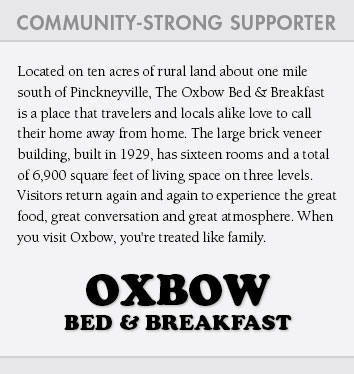 COMMUNITY-STRONG SUPPORTER
Located on ten acres of rural land about one mile
south of Pinckneyville, The Oxbow Bed & Breakfast
is a place that travelers and locals alike love to call
their home away from home. The large brick veneer
building, built in 1929, has sixteen rooms and a total
of 6,900 square feet of living space on three levels.
Visitors return again and again to experience the great
food, great conversation and great atmosphere. When
you visit Oxbow, you're treated like family.
OXBOW
BED & BREAKFAST